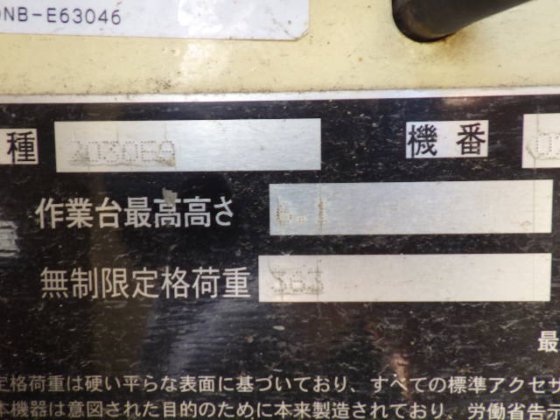 NB-E63046
種 2030ES 機番
作業台最高高さ 6.1
無制限定格荷重 363
最
定格荷重は硬い平らな表面に基づいており、すべての標準アクセサ
本機器は意図された目的のために本来製造されており、労働省告